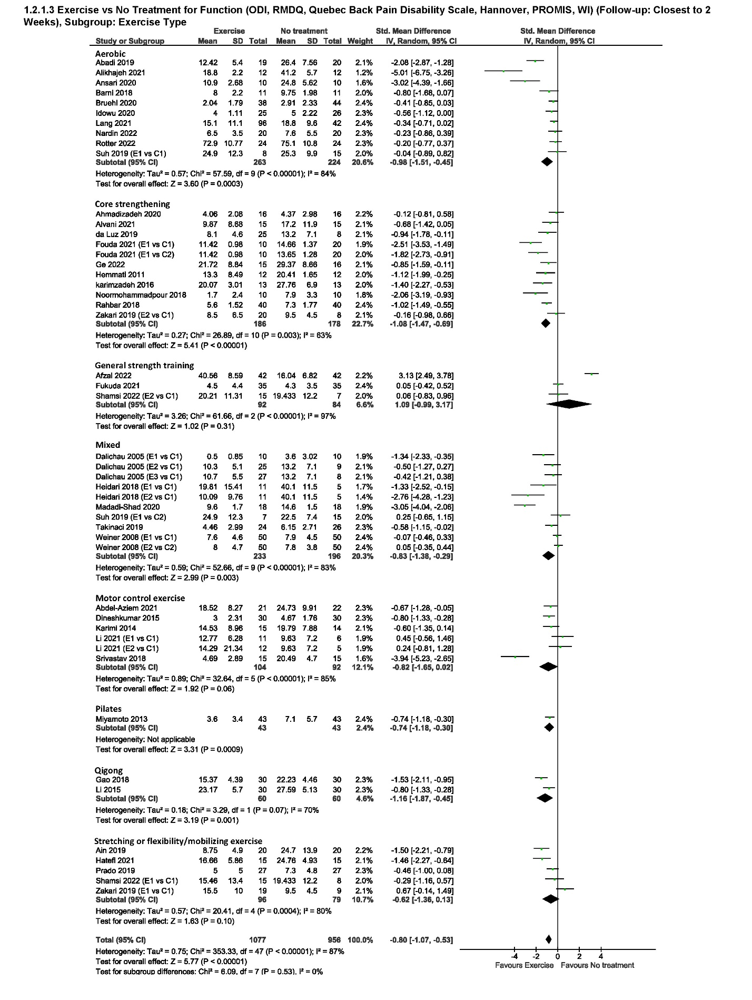 1.2.1.3 Exercise vs No Treatment for Function (ODI, RMDQ, Quebec Back Pain Disability Scale, Hannover, PROMIS, WI) (Follow-up: Closest to 2
Weeks), Subgroup: Exercise Type
Exercise No treatment Std. Mean Difference Std. Mean Difference
Study or Subgroup Mean SD Total Mean SD Total Weight IV, Random, 95% CI IV, Random, 95% CI
Aerobic
Abadi 2019 12.42 5.4 19 26.4 7.56 20 2.1% -2.08 [-2.87, -1.28]
Alikhajeh 2021 18.8 2.2 12 41.2 5.7 12 1.2% -5.01 [-6.75, -3.26]
Ansari 2020 10.9 2.68 10 24.8 5.62 10 1.6% -3.02 [-4.39, -1.66]
Barni 2018 8 2.2 11 9.75 1.98 11 2.0% -0.80 [-1.68, 0.07]
Bruehl 2020 2.04 1.79 38 2.91 2.33 44 2.4% -0.41 [-0.85, 0.03]
Idowu 2020 4 1.11 25 5 2.22 26 2.3% -0.56 [-1.12, 0.00]
Lang 2021 15.1 11.1 96 18.8 9.6 42 2.4% -0.34 [-0.71, 0.02]
Nardin 2022 6.5 3.5 20 7.6 5.5 20 2.3% -0.23 [-0.86, 0.39]
Rotter 2022 72.9 10.77 24 75.1 10.8 24 2.3% -0.20 [-0.77, 0.37]
Suh 2019 (E1 vs C1) 24.9 12.3 8 25.3 9.9 15 2.0% -0.04 [-0.89, 0.82]
Subtotal (95% CI) 263 224 20.6% -0.98 [-1.51, -0.45]
Heterogeneity: Tau² = 0.57; Chi² = 57.59, df = 9 (P < 0.00001); I² = 84%
Test for overall effect: Z = 3.60 (P = 0.0003)
Core strengthening
Ahmadizadeh 2020 4.06 2.08 16 4.37 2.98 16 2.2% -0.12 [-0.81, 0.58]
Alvani 2021 9.87 8.68 15 17.2 11.9 15 2.1% -0.68 [-1.42, 0.05]
da Luz 2019 8.1 4.6 25 13.2 7.1 8 2.1% -0.94 [-1.78, -0.11]
Fouda 2021 (E1 vs C1) 11.42 0.98 10 14.66 1.37 20 1.9% -2.51 [-3.53, -1.49]
Fouda 2021 (E1 vs C2) 11.42 0.98 10 13.65 1.28 20 2.0% -1.82 [-2.73, -0.91]
Ge 2022 21.72 8.84 15 29.37 8.66 16 2.1% -0.85 [-1.59, -0.11]
Hemmati 2011 13.3 8.49 12 20.41 1.65 12 2.0% -1.12 [-1.99, -0.25]
karimzadeh 2016 20.07 3.01 13 27.76 6.9 13 2.0% -1.40 [-2.27, -0.53]
Noormohammadpour 2018 1.7 2.4 10 7.9 3.3 10 1.8% -2.06 [-3.19, -0.93]
Rahbar 2018 5.6 1.52 40 7.3 1.77 40 2.4% -1.02 [-1.49, -0.55]
Zakari 2019 (E2 vs C1) 8.5 6.5 20 9.5 4.5 8 2.1% -0.16 [-0.98, 0.66]
Subtotal (95% CI) 186 178 22.7% -1.08 [-1.47, -0.69]
Heterogeneity: Tau² = 0.27; Chi² = 26.89, df = 10 (P = 0.003); I² = 63%
Test for overall effect: Z = 5.41 (P < 0.00001)
General strength training
Afzal 2022 40.56 8.59 42 16.04 6.82 42 2.2% 3.13 [2.49, 3.78]
Fukuda 2021 4.5 4.4 35 4.3 3.5 35 2.4% 0.05 [-0.42, 0.52]
Shamsi 2022 (E2 vs C1) 20.21 11.31 15 19.433 12.2 7 2.0% 0.06 [-0.83, 0.96]
Subtotal (95% CI) 92 84 6.6% 1.09 [-0.99, 3.17]
Heterogeneity: Tau² = 3.26; Chi² = 61.66, df = 2 (P < 0.00001); I² = 97%
Test for overall effect: Z = 1.02 (P = 0.31)
Mixed
Dalichau 2005 (E1 vs C1) 0.5 0.85 10 3.6 3.02 10 1.9% -1.34 [-2.33, -0.35]
Dalichau 2005 (E2 vs C1) 10.3 5.1 25 13.2 7.1 9 2.1% -0.50 [-1.27, 0.27]
Dalichau 2005 (E3 vs C1) 10.7 5.5 27 13.2 7.1 8 2.1% -0.42 [-1.21, 0.38]
Heidari 2018 (E1 vs C1) 19.81 15.41 11 40.1 11.5 5 1.7% -1.33 [-2.52, -0.15]
Heidari 2018 (E2 vs C1) 10.09 9.76 11 40.1 11.5 5 1.4% -2.76 [-4.28, -1.23]
Madadi-Shad 2020 9.6 1.7 18 14.6 1.5 18 1.9% -3.05 [-4.04, -2.06]
Suh 2019 (E1 vs C2) 24.9 12.3 7 22.5 7.4 15 2.0% 0.25 [-0.65, 1.15]
Takinaci 2019 4.46 2.99 24 6.15 2.71 26 2.3% -0.58 [-1.15, -0.02]
Weiner 2008 (E1 vs C1) 7.6 4.6 50 7.9 4.5 50 2.4% -0.07 [-0.46, 0.33]
Weiner 2008 (E2 vs C2) 8 4.7 50 7.8 3.8 50 2.4% 0.05 [-0.35, 0.44]
Subtotal (95% CI) 233 196 20.3% -0.83 [-1.38, -0.29]
Heterogeneity: Tau² = 0.59; Chi² = 52.66, df = 9 (P < 0.00001); I² = 83%
Test for overall effect: Z = 2.99 (P = 0.003)
Motor control exercise
Abdel-Aziem 2021 18.52 8.27 21 24.73 9.91 22 2.3% -0.67 [-1.28, -0.05]
Dineshkumar 2015 3 2.31 30 4.67 1.76 30 2.3% -0.80 [-1.33, -0.28]
Karimi 2014 14.53 8.96 15 19.79 7.88 14 2.1% -0.60 [-1.35, 0.14]
Li 2021 (E1 vs C1) 12.77 6.28 11 9.63 7.2 6 1.9% 0.45 [-0.56, 1.46]
Li 2021 (E2 vs C1) 14.29 21.34 12 9.63 7.2 5 1.9% 0.24 [-0.81, 1.28]
Srivastav 2018 4.69 2.89 15 20.49 4.7 15 1.6% -3.94 [-5.23, -2.65]
Subtotal (95% CI) 104 92 12.1% -0.82 [-1.65, 0.02]
Heterogeneity: Tau² = 0.89; Chi² = 32.64, df = 5 (P < 0.00001); I² = 85%
Test for overall effect: Z = 1.92 (P = 0.06)
Pilates
Miyamoto 2013 3.6 3.4 43 7.1 5.7 43 2.4% -0.74 [-1.18, -0.30]
Subtotal (95% CI) 43 43 2.4% -0.74 [-1.18, -0.30]
Heterogeneity: Not applicable
Test for overall effect: Z = 3.31 (P = 0.0009)
Qigong
Gao 2018 15.37 4.39 30 22.23 4.46 30 2.3% -1.53 [-2.11, -0.95]
Li 2015 23.17 5.7 30 27.59 5.13 30 2.3% -0.80 [-1.33, -0.28]
Subtotal (95% CI) 60 60 4.6% -1.16 [-1.87, -0.45]
Heterogeneity: Tau² = 0.18; Chi² = 3.29, df = 1 (P = 0.07); I² = 70%
Test for overall effect: Z = 3.19 (P = 0.001)
Stretching or flexibility/mobilizing exercise
Ain 2019 8.75 4.9 20 24.7 13.9 20 2.2% -1.50 [-2.21, -0.79]
Hatefi 2021 16.66 5.86 15 24.76 4.93 15 2.1% -1.46 [-2.27, -0.64]
Prado 2019 5 5 27 7.3 4.8 27 2.3% -0.46 [-1.00, 0.08]
Shamsi 2022 (E1 vs C1) 15.46 13.4 15 19.433 12.2 8 2.0% -0.29 [-1.16, 0.57]
Zakari 2019 (E1 vs C1) 15.5 10 19 9.5 4.5 9 2.1% 0.67 [-0.14, 1.49]
Subtotal (95% CI) 96 79 10.7% -0.62 [-1.36, 0.13]
Heterogeneity: Tau² = 0.57; Chi² = 20.41, df = 4 (P = 0.0004); I² = 80%
Test for overall effect: Z = 1.63 (P = 0.10)
Total (95% CI) 1077 956 100.0% -0.80 [-1.07, -0.53]
Heterogeneity: Tau² = 0.75; Chi² = 353.33, df = 47 (P < 0.00001); I² = 87%
-4 -2 0 2 4
Test for overall effect: Z = 5.77 (P < 0.00001)
Favours Exercise Favours No treatment
Test for subgroup differences: Chi² = 6.09, df = 7 (P = 0.53), I² = 0%